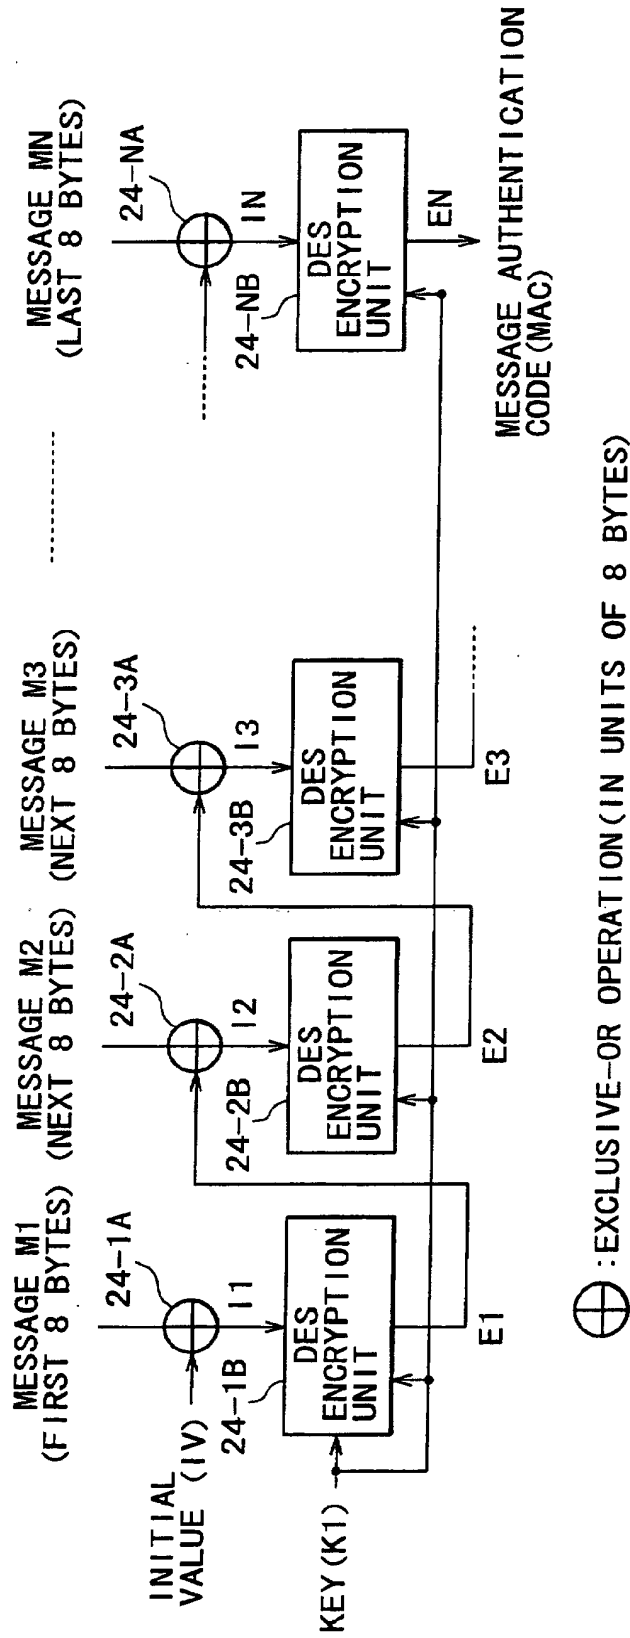 MESSAGE M1
(FIRST 8 BYTES)
MESSAGE M2
(NEXT 8 BYTES)
MESSAGE M3
(NEXT 8 BYTES)
MESSAGE MN
(LAST 8 BYTES)
24-1A
24-2A
24-3A
24-NA
INITIAL
VALUE (IV)
I1
I2
I3
IN
24-1B
24-2B
24-3B
24-NB
DES
ENCRYPTION
UNIT
DES
ENCRYPTION
UNIT
DES
ENCRYPTION
UNIT
DES
ENCRYPTION
UNIT
KEY(K1)
E1
E2
E3
EN
MESSAGE AUTHENTICATION
CODE(MAC)
:EXCLUSIVE-OR OPERATION(IN UNITS OF 8 BYTES)